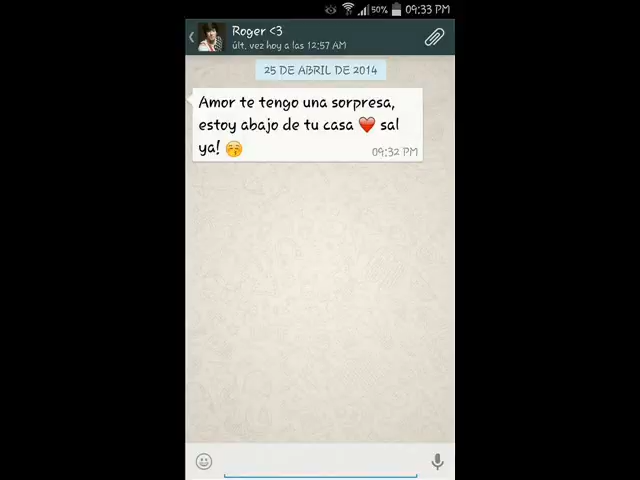 50% 09:33 PM
Roger <3
últ. vez hoy a las 12:57 AM
25 DE ABRIL DE 2014
Amor te tengo una sorpresa,
estoy abajo de tu casa ❤️ sal
ya! 😚
09:32 PM